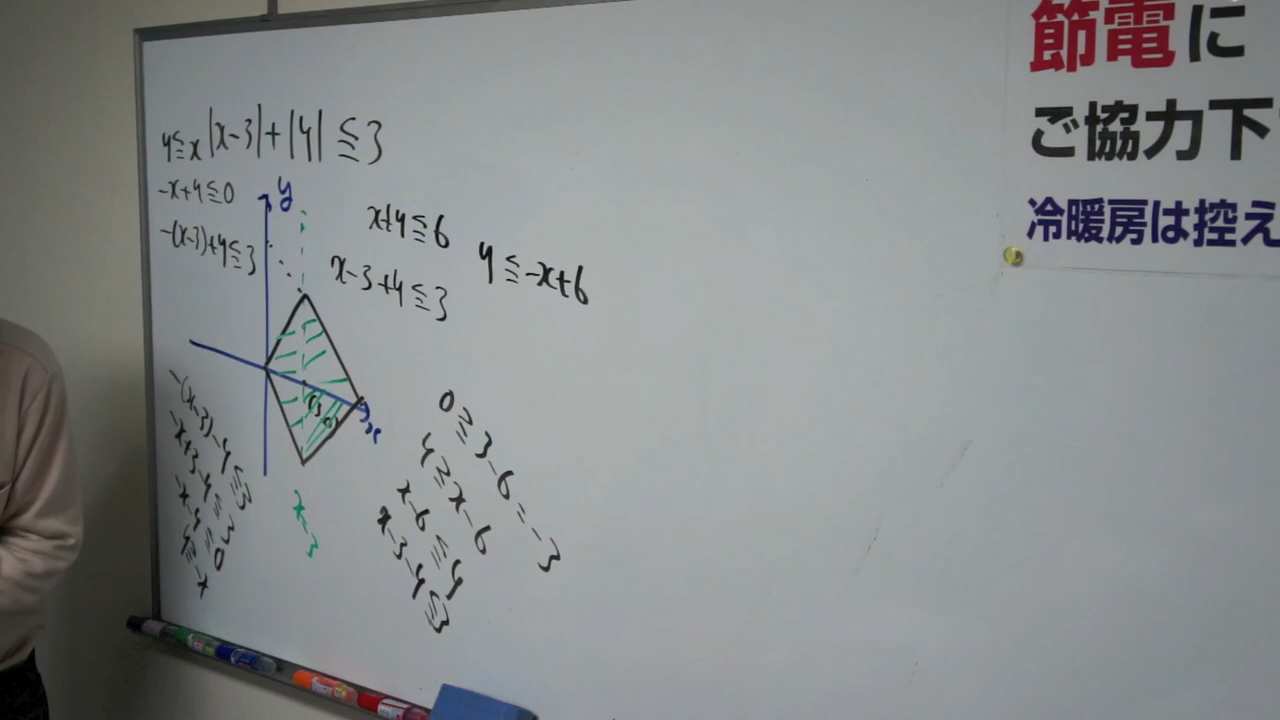 |x-3|+|y|≦3
y≦x
-x+y≦0
-(x-3)+y≦3
y
x+y≦6
x-3+y≦3
y≦-x+6
x
-(x-3)-y≦3
-x+3-y≦3
-x-y≦0
y≧-x
x=3
0≧3-6=-3
y≧x-6
x-6≦y
x-3-y≦3
節電に
ご協力下
冷暖房は控え